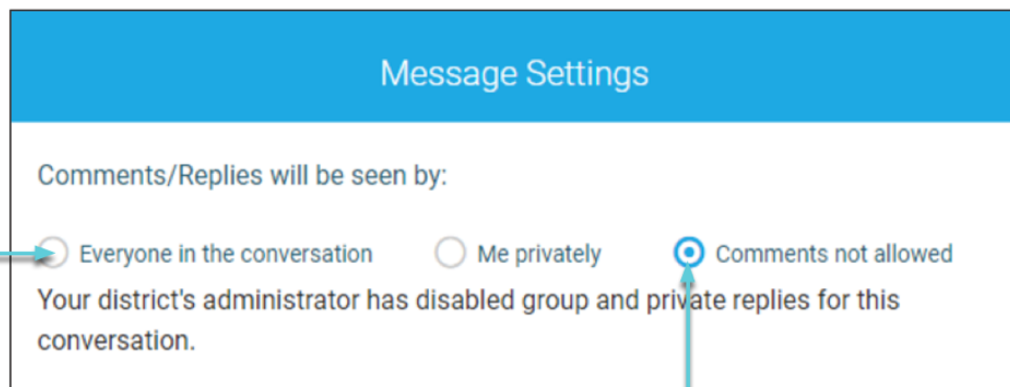 Message Settings
Comments/Replies will be seen by:
Everyone in the conversation Me privately Comments not allowed
Your district's administrator has disabled group and private replies for this
conversation.